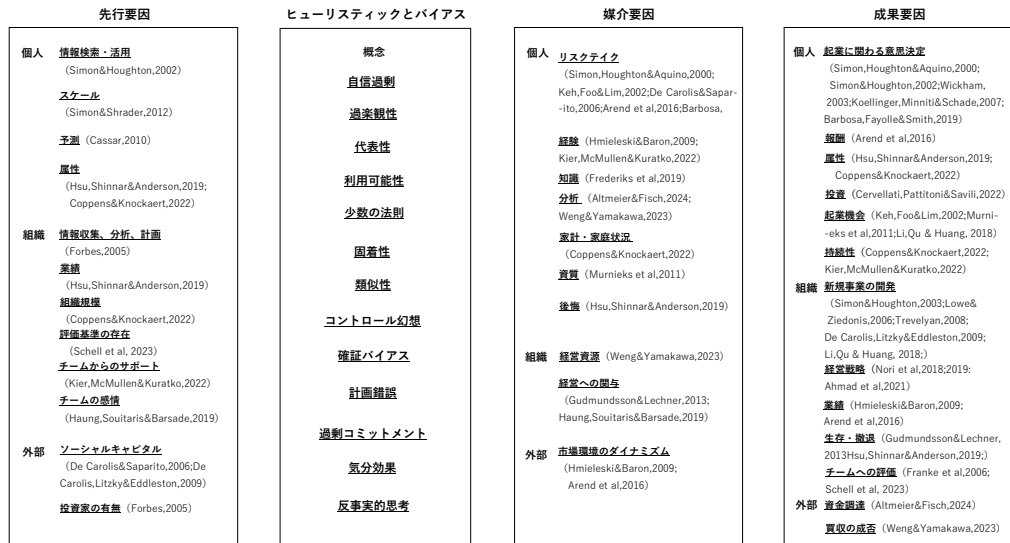 先行要因
個人 情報検索・活用
（Simon&Houghton,2002）
スケール
（Simon&Shrader,2012）
予測（Cassar,2010）
属性
（Hsu,Shinnar&Anderson,2019;
Coppens&Knockaert,2022）
組織 情報収集、分析、計画
（Forbes,2005）
業績
（Hsu,Shinnar&Anderson,2019）
組織規模
（Coppens&Knockaert,2022）
評価基準の存在
（Schell et al, 2023）
チームからのサポート
（Kier,McMullen&Kuratko,2022）
チームの感情
（Haung,Souitaris&Barsade,2019）
外部 ソーシャルキャピタル
（De Carolis&Saparito,2006;De
Carolis,Litzky&Eddleston,2009）
投資家の有無（Forbes,2005）
ヒューリスティックとバイアス
概念
自信過剰
過楽観性
代表性
利用可能性
少数の法則
固着性
類似性
コントロール幻想
確証バイアス
計画錯誤
過剰コミットメント
気分効果
反事実的思考
媒介要因
個人 リスクテイク
（Simon,Houghton&Aquino,2000;
Keh,Foo&Lim,2002;De Carolis&Sapar-
-ito,2006;Arend et al,2016;Barbosa,
経験（Hmieleski&Baron,2009;
Kier,McMullen&Kuratko,2022）
知識（Frederiks et al,2019）
分析（Altmeier&Fisch,2024;
Weng&Yamakawa,2023）
家計・家庭状況
（Coppens&Knockaert,2022）
資質（Murnieks et al,2011）
後悔（Hsu,Shinnar&Anderson,2019）
組織 経営資源（Weng&Yamakawa,2023）
経営への関与
（Gudmundsson&Lechner,2013;
Haung,Souitaris&Barsade,2019）
外部 市場環境のダイナミズム
（Hmieleski&Baron,2009;
Arend et al,2016）
成果要因
個人 起業に関わる意思決定
（Simon,Houghton&Aquino,2000;
Simon&Houghton,2002;Wickham,
2003;Koellinger,Minniti&Schade,2007;
Barbosa,Fayolle&Smith,2019）
報酬（Arend et al,2016）
属性（Hsu,Shinnar&Anderson,2019;
Coppens&Knockaert,2022）
投資（Cervellati,Pattitoni&Savili,2022）
起業機会（Keh,Foo&Lim,2002;Murni-
-eks et al,2011;Li,Qu & Huang, 2018)
持続性（Coppens&Knockaert,2022;
Kier,McMullen&Kuratko,2022）
組織 新規事業の開発
（Simon&Houghton,2003;Lowe&
Ziedonis,2006;Trevelyan,2008;
De Carolis,Litzky&Eddleston,2009;
Li,Qu & Huang, 2018;）
経営戦略（Nori et al,2018;2019:
Ahmad et al,2021）
業績（Hmieleski&Baron,2009;
Arend et al,2016）
生存・撤退（Gudmundsson&Lechner,
2013Hsu,Shinnar&Anderson,2019;）
チームへの評価（Franke et al,2006;
Schell et al, 2023）
外部 資金調達（Altmeier&Fisch,2024）
買収の成否（Weng&Yamakawa,2023）